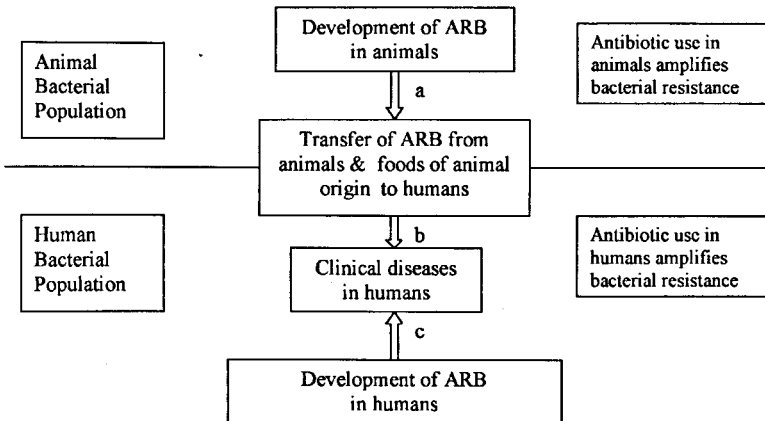 Development of ARB
in animals
Animal
Bacterial
Population
Antibiotic use in
animals amplifies
bacterial resistance
a
Transfer of ARB from
animals & foods of animal
origin to humans
b
Human
Bacterial
Population
Clinical diseases
in humans
Antibiotic use in
humans amplifies
bacterial resistance
c
Development of ARB
in humans